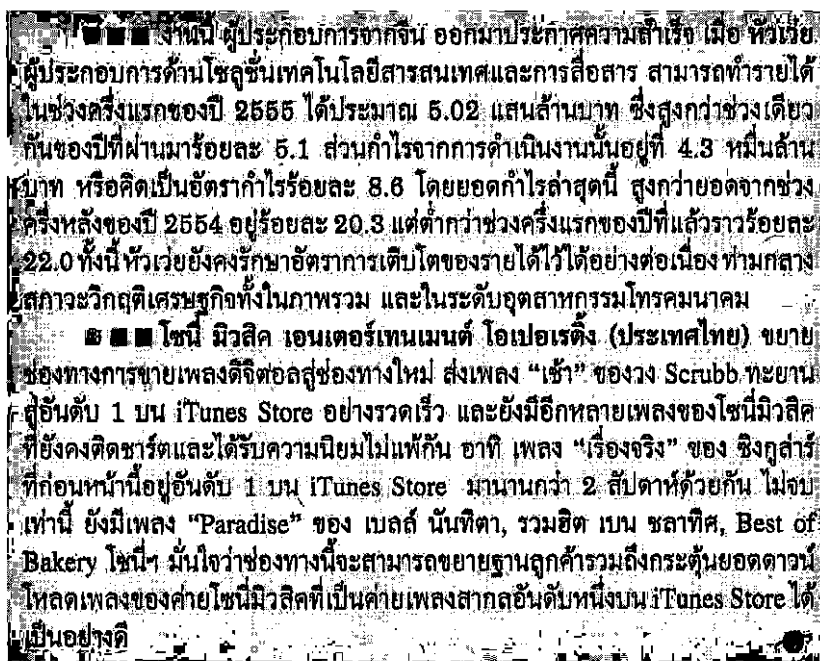 ■ ■ ■ งานนี้ ผู้ประกอบการจากจีน ออกมาประกาศความสำเร็จ เมื่อ หัวเว่ย
ผู้ประกอบการด้านโซลูชั่นเทคโนโลยีสารสนเทศและการสื่อสาร สามารถทำรายได้
ในช่วงครึ่งแรกของปี 2555 ได้ประมาณ 5.02 แสนล้านบาท ซึ่งสูงกว่าช่วงเดียว
กันของปีที่ผ่านมาร้อยละ 5.1 ส่วนกำไรจากการดำเนินงานนั้นอยู่ที่ 4.3 หมื่นล้าน
บาท หรือคิดเป็นอัตรากำไรร้อยละ 8.6 โดยยอดกำไรล่าสุดนี้ สูงกว่ายอดจากช่วง
ครึ่งหลังของปี 2554 อยู่ร้อยละ 20.3 แต่ต่ำกว่าช่วงครึ่งแรกของปีที่แล้วราวร้อยละ
22.0 ทั้งนี้ หัวเว่ยยังคงรักษาอัตราการเติบโตของรายได้ไว้ได้อย่างต่อเนื่อง ท่ามกลาง
สภาวะวิกฤติเศรษฐกิจทั้งในภาพรวม และในระดับอุตสาหกรรมโทรคมนาคม
■ ■ ■ โซนี่ มิวสิค เอนเตอร์เทนเมนต์ โอเปอเรติ้ง (ประเทศไทย) ขยาย
ช่องทางการขายเพลงดิจิตอลสู่ช่องทางใหม่ ส่งเพลง “เช้า” ของวง Scrubb ทะยาน
สู่อันดับ 1 บน iTunes Store อย่างรวดเร็ว และยังมีอีกหลายเพลงของโซนี่มิวสิค
ที่ยังคงติดชาร์ตและได้รับความนิยมไม่แพ้กัน อาทิ เพลง “เรื่องจริง” ของ ซิงกูล่าร์
ที่ก่อนหน้านี้อยู่อันดับ 1 บน iTunes Store มานานกว่า 2 สัปดาห์ด้วยกัน ไม่จบ
เท่านี้ ยังมีเพลง “Paradise” ของ เบลล์ นันทิตา, รวมฮิต เบน ชลาทิศ, Best of
Bakery โซนี่ฯ มั่นใจว่าช่องทางนี้จะสามารถขยายฐานลูกค้ารวมถึงกระตุ้นยอดดาวน์
โหลดเพลงของค่ายโซนี่มิวสิคที่เป็นค่ายเพลงสากลอันดับหนึ่งบน iTunes Store ได้
เป็นอย่างดี